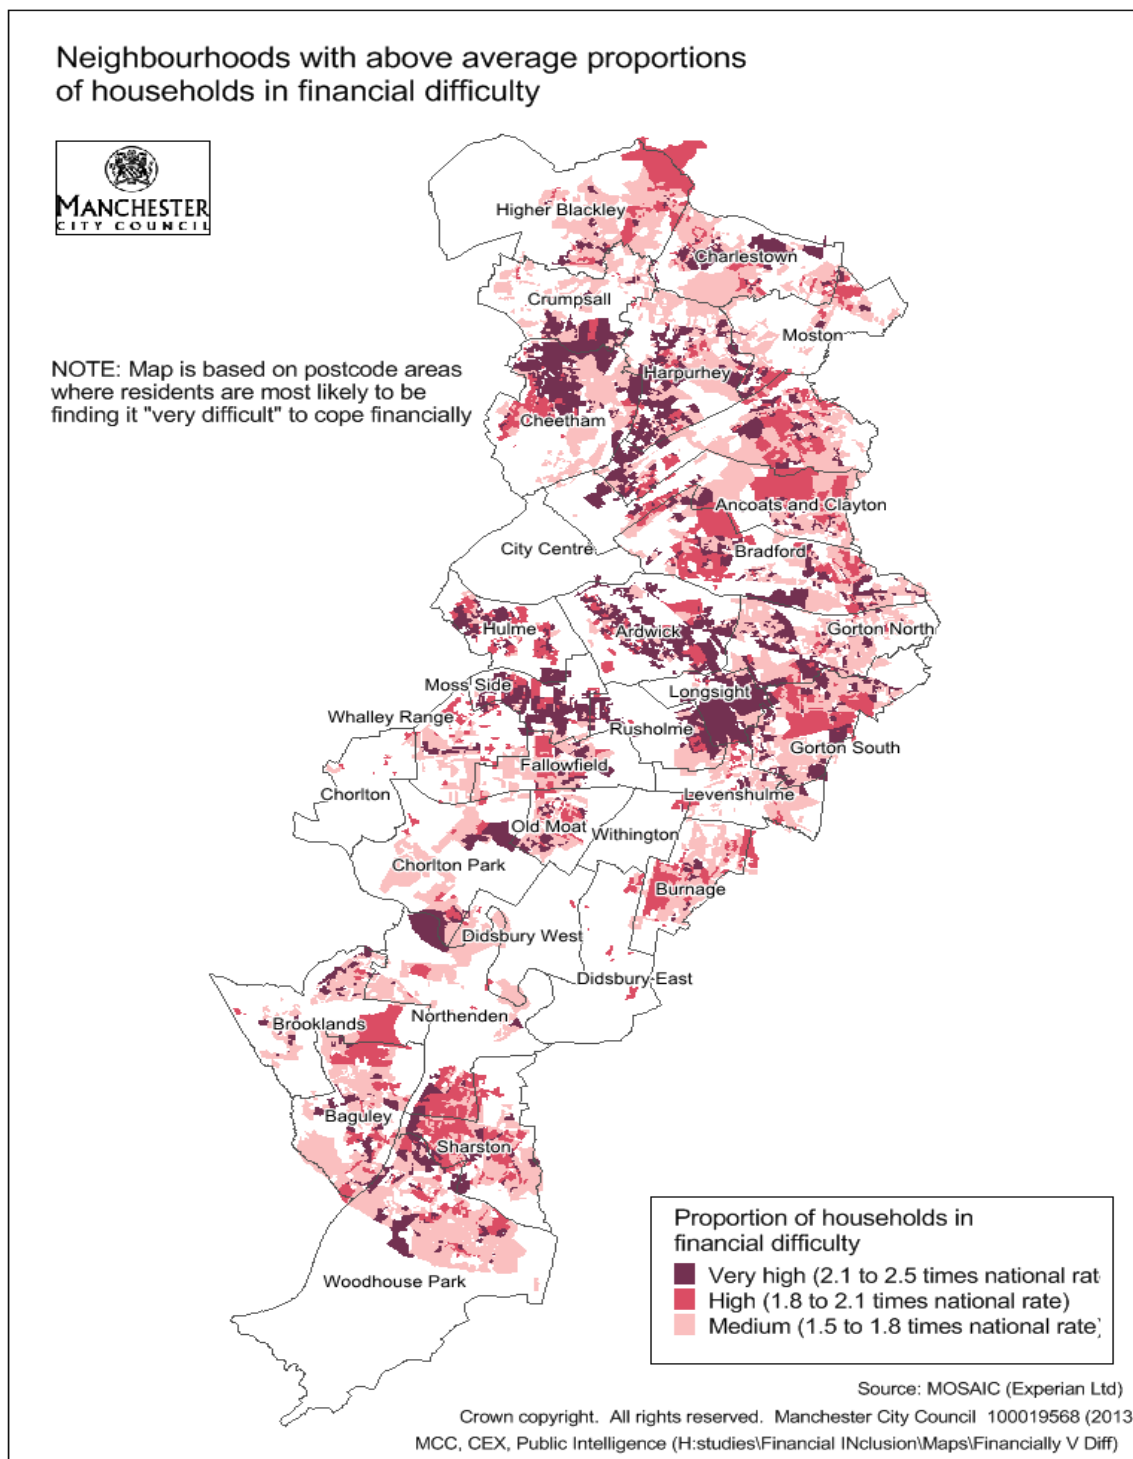 Neighbourhoods with above average proportions
of households in financial difficulty
MANCHESTER
CITY COUNCIL
NOTE: Map is based on postcode areas
where residents are most likely to be
finding it "very difficult" to cope financially
Higher Blackley
Charlestown
Crumpsall
Moston
Harpurhey
Cheetham
Ancoats and Clayton
City Centre
Bradford
Hulme
Ardwick
Gorton North
Moss Side
Longsight
Whalley Range
Rusholme
Gorton South
Fallowfield
Chorlton
Levenshulme
Old Moat
Withington
Chorlton Park
Burnage
Didsbury West
Didsbury East
Northenden
Brooklands
Baguley
Sharston
Woodhouse Park
Proportion of households in
financial difficulty
Very high (2.1 to 2.5 times national rat
High (1.8 to 2.1 times national rate)
Medium (1.5 to 1.8 times national rate)
Source: MOSAIC (Experian Ltd)
Crown copyright. All rights reserved. Manchester City Council 100019568 (2013
MCC, CEX, Public Intelligence (H:studies\Financial INclusion\Maps\Financially V Diff)